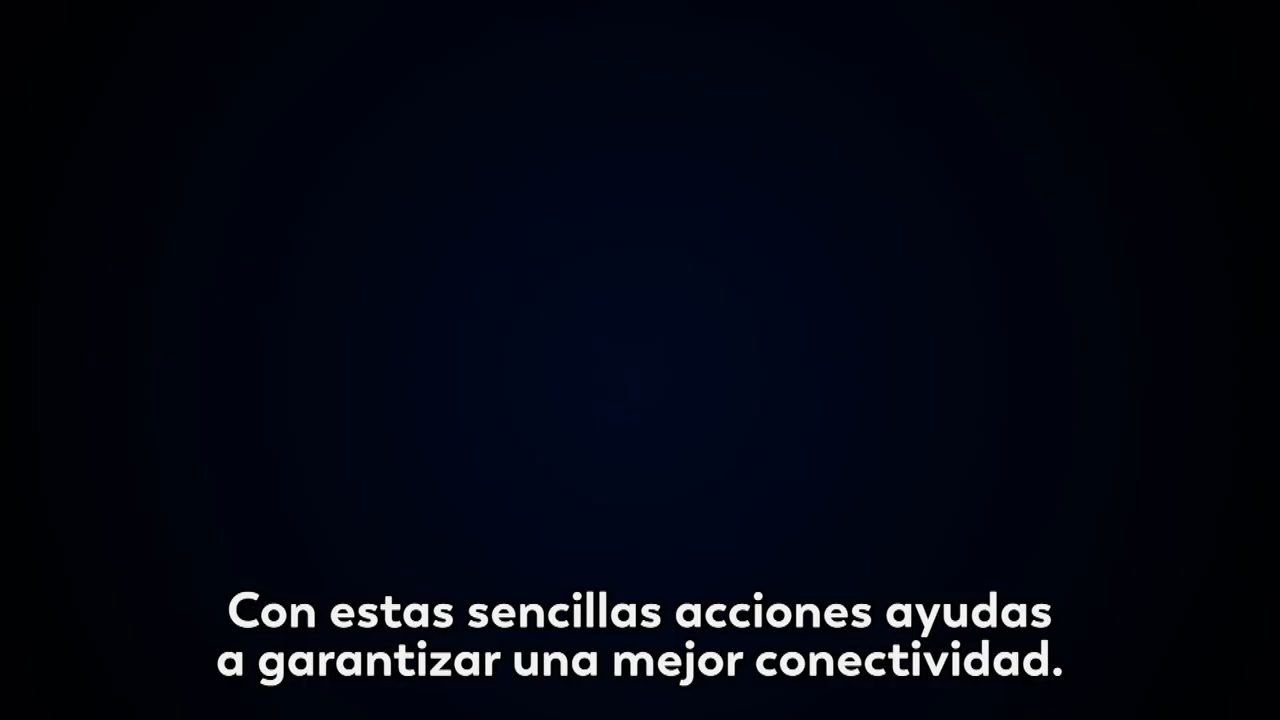 Con estas sencillas acciones ayudas
a garantizar una mejor conectividad.